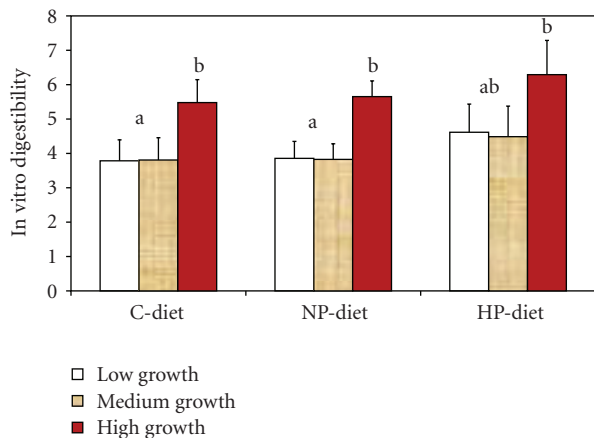 In vitro digestibility
8
7
6
5
4
3
2
1
0
a
b
a
b
ab
b
C-diet NP-diet HP-diet
Low growth
Medium growth
High growth